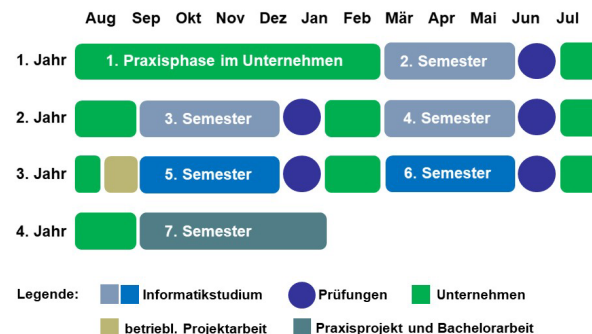 Aug Sep Okt Nov Dez Jan Feb Mär Apr Mai Jun Jul
1. Jahr 1. Praxisphase im Unternehmen 2. Semester
2. Jahr 3. Semester 4. Semester
3. Jahr 5. Semester 6. Semester
4. Jahr 7. Semester
Legende: Informatikstudium Prüfungen Unternehmen
betriebl. Projektarbeit Praxisprojekt und Bachelorarbeit